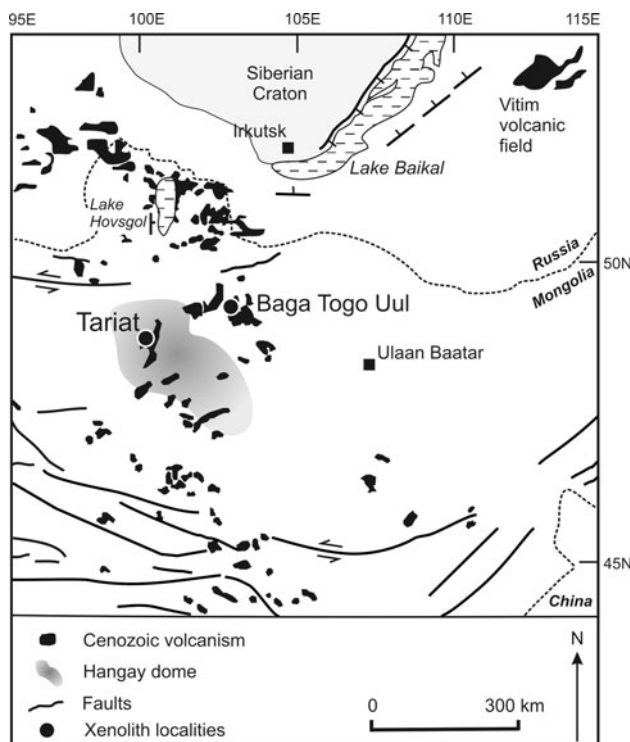 95E 100E 105E 110E 115E
Siberian
Craton
Irkutsk
Vitim
volcanic
field
Lake Baikal
Lake
Hovsgol
50N
Russia
Mongolia
Baga Togo Uul
Tariat
Ulaan Baatar
45N
China
Cenozoic volcanism
Hangay dome
Faults
Xenolith localities
N
0 300 km